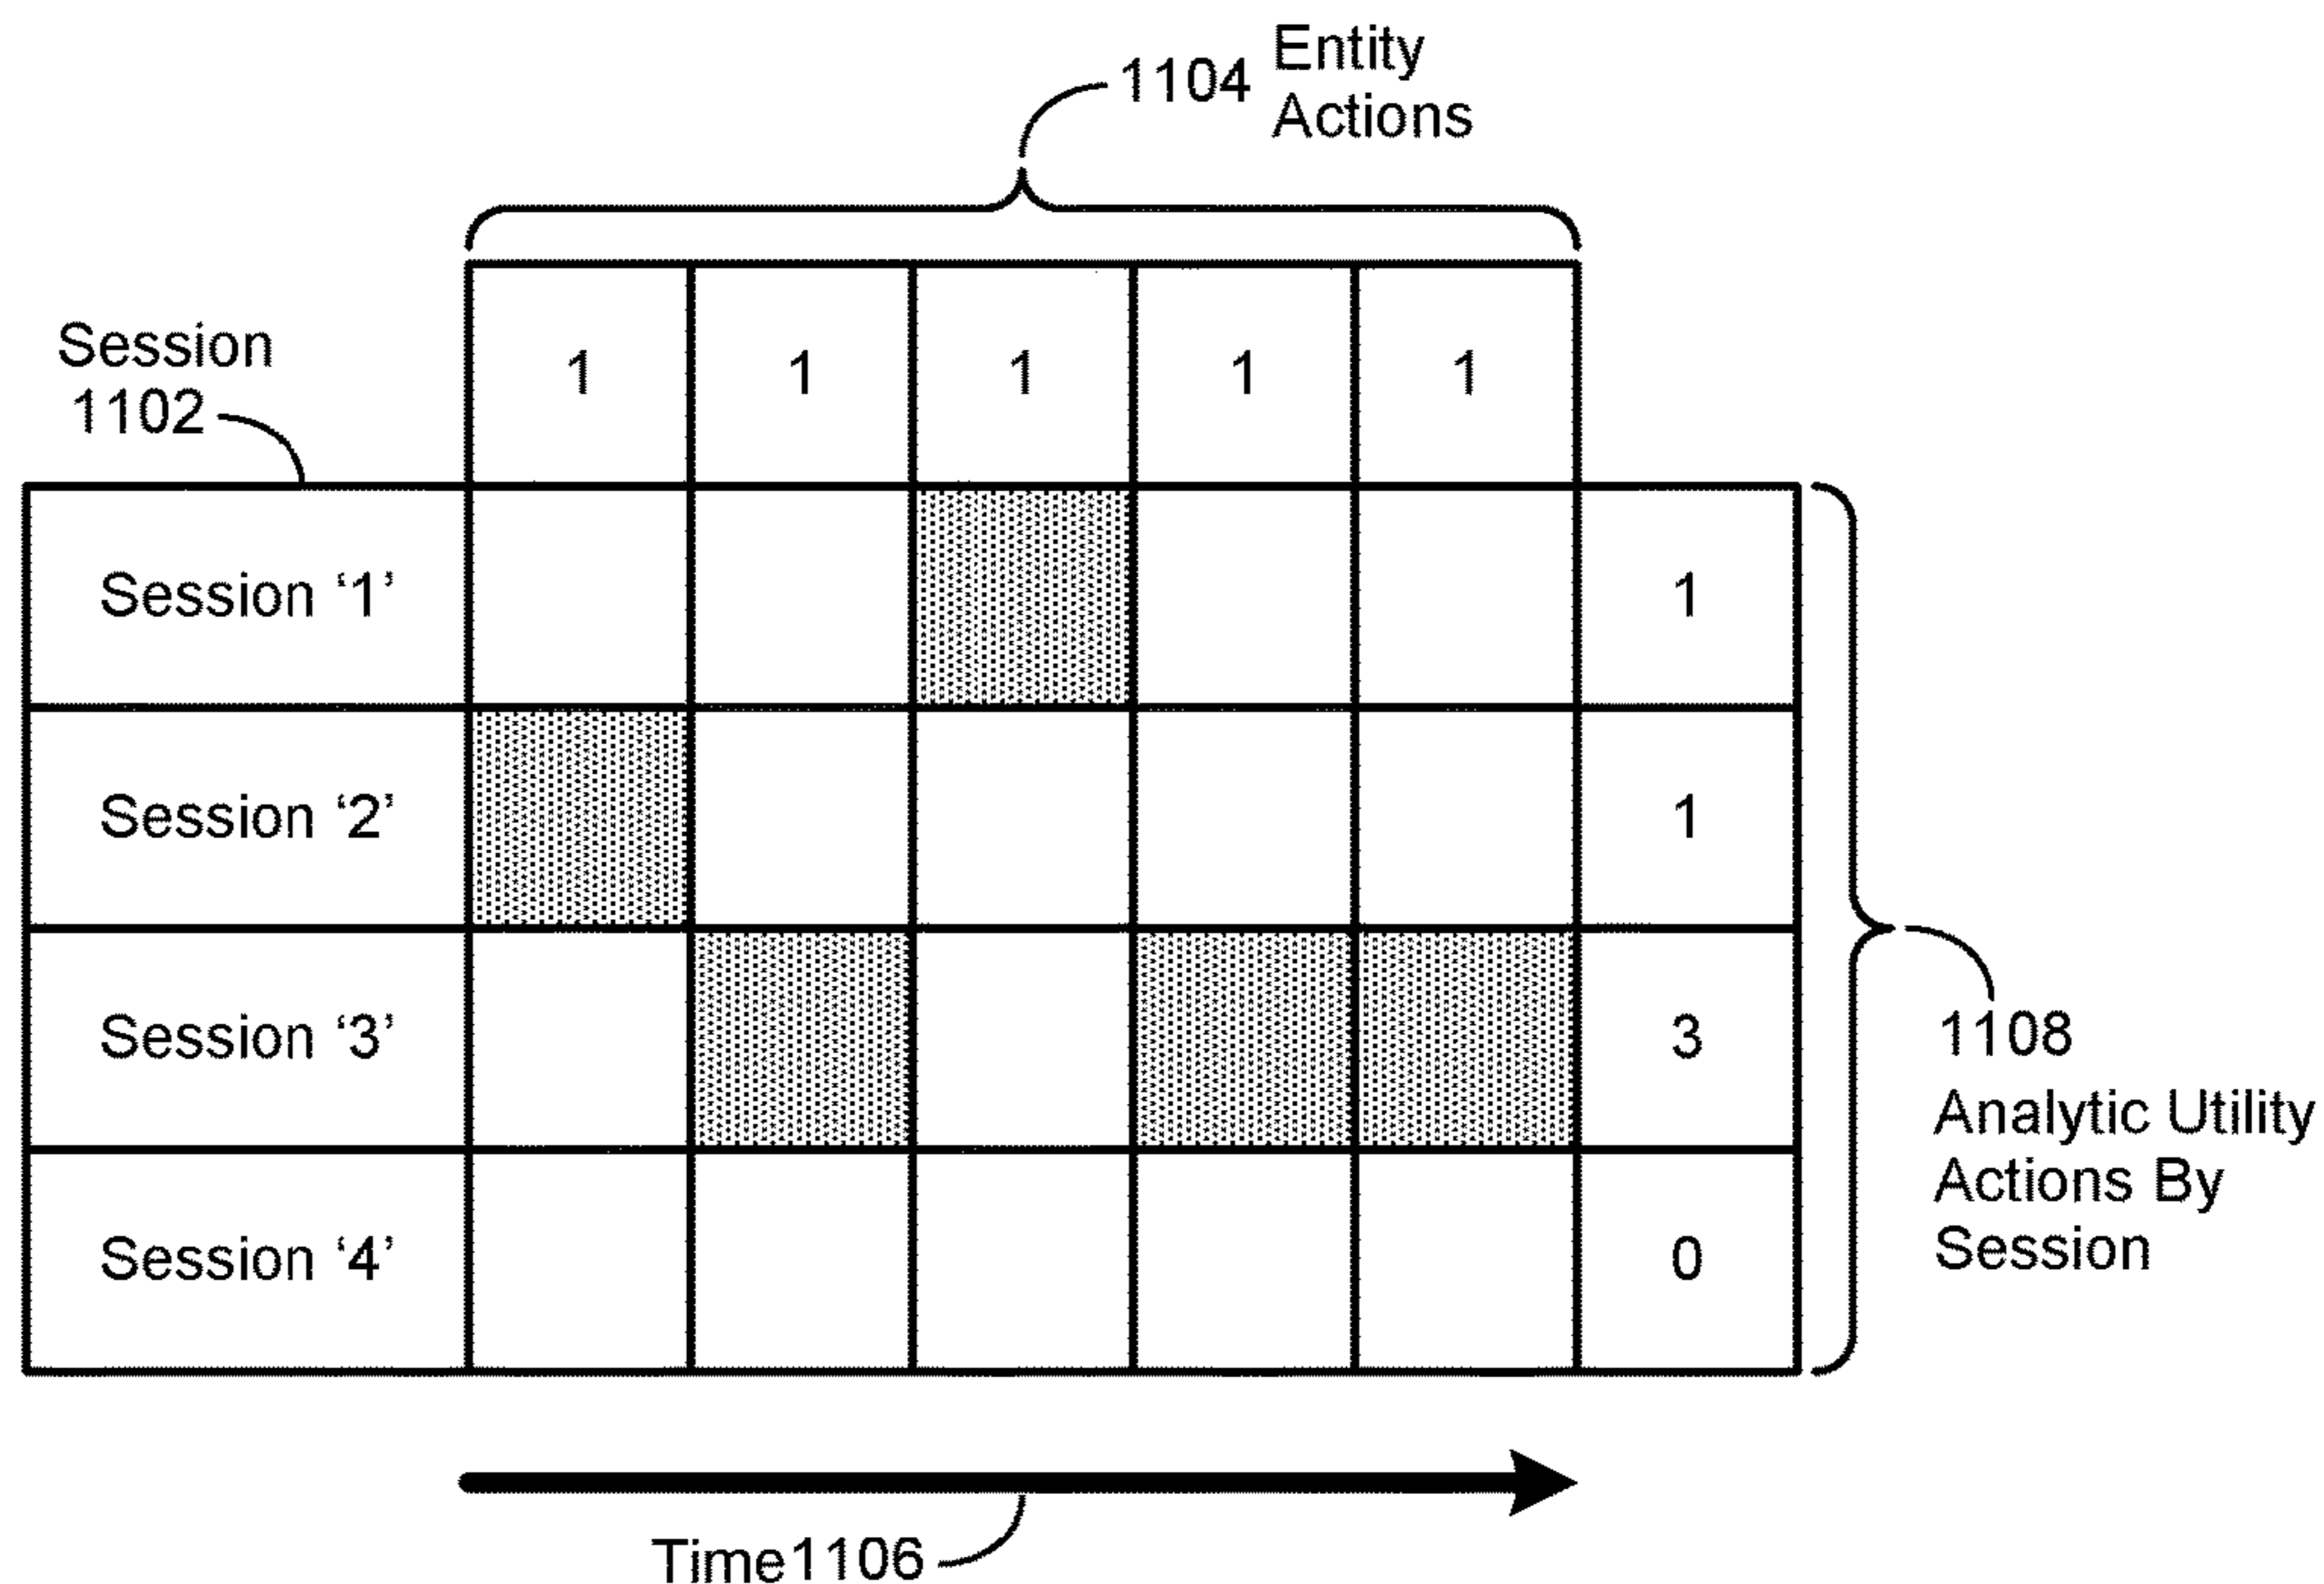 Entity
1104 Actions
Session
1102
1 1 1 1 1
Session ‘1’ 1
Session ‘2’ 1
Session ‘3’ 3
Session ‘4’ 0
1108
Analytic Utility
Actions By
Session
Time1106